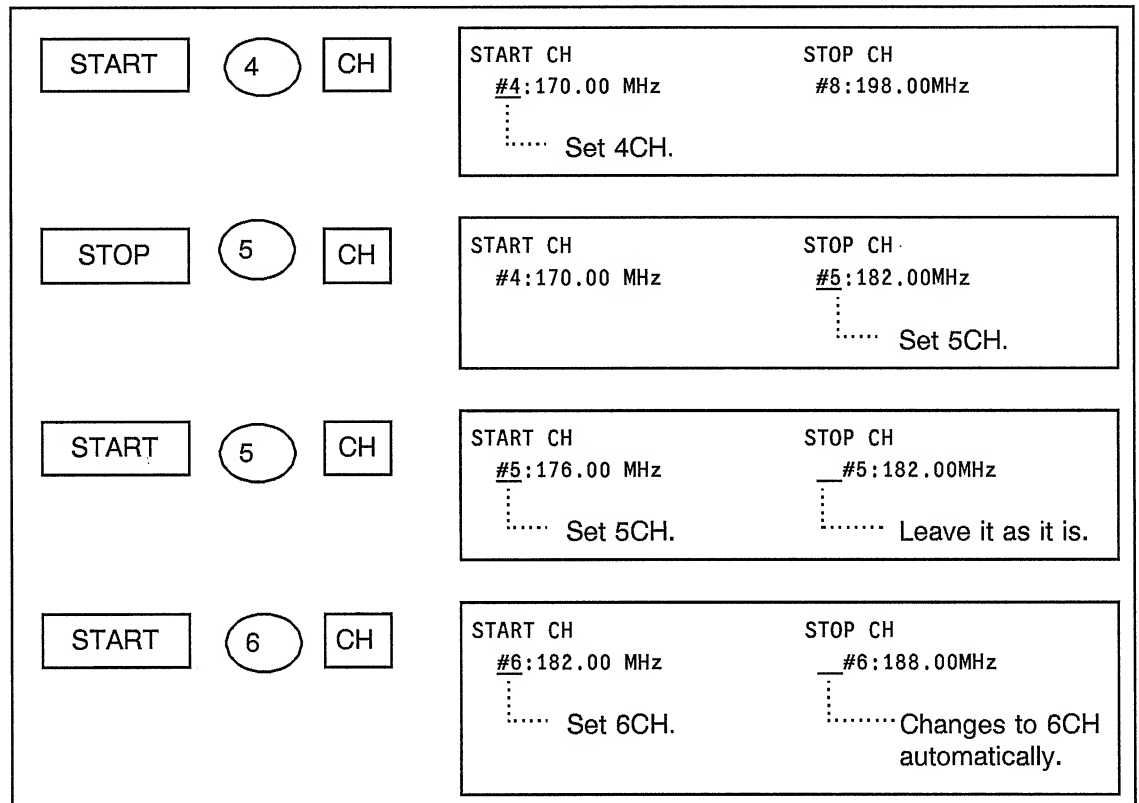 START 4 CH
START CH STOP CH
#4:170.00 MHz #8:198.00MHz
Set 4CH.
STOP 5 CH
START CH STOP CH
#4:170.00 MHz #5:182.00MHz
Set 5CH.
START 5 CH
START CH STOP CH
#5:176.00 MHz #5:182.00MHz
Set 5CH. Leave it as it is.
START 6 CH
START CH STOP CH
#6:182.00 MHz #6:188.00MHz
Set 6CH. Changes to 6CH
automatically.